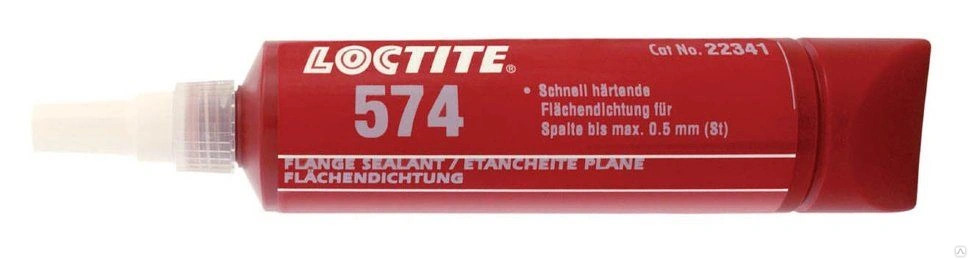 LOCTITE®
Cat No. 22341
574
• Schnell härtende
Flächendichtung für
Spalte bis max. 0.5 mm (St)
FLANGE SEALANT / ETANCHEITE PLANE
FLÄCHENDICHTUNG